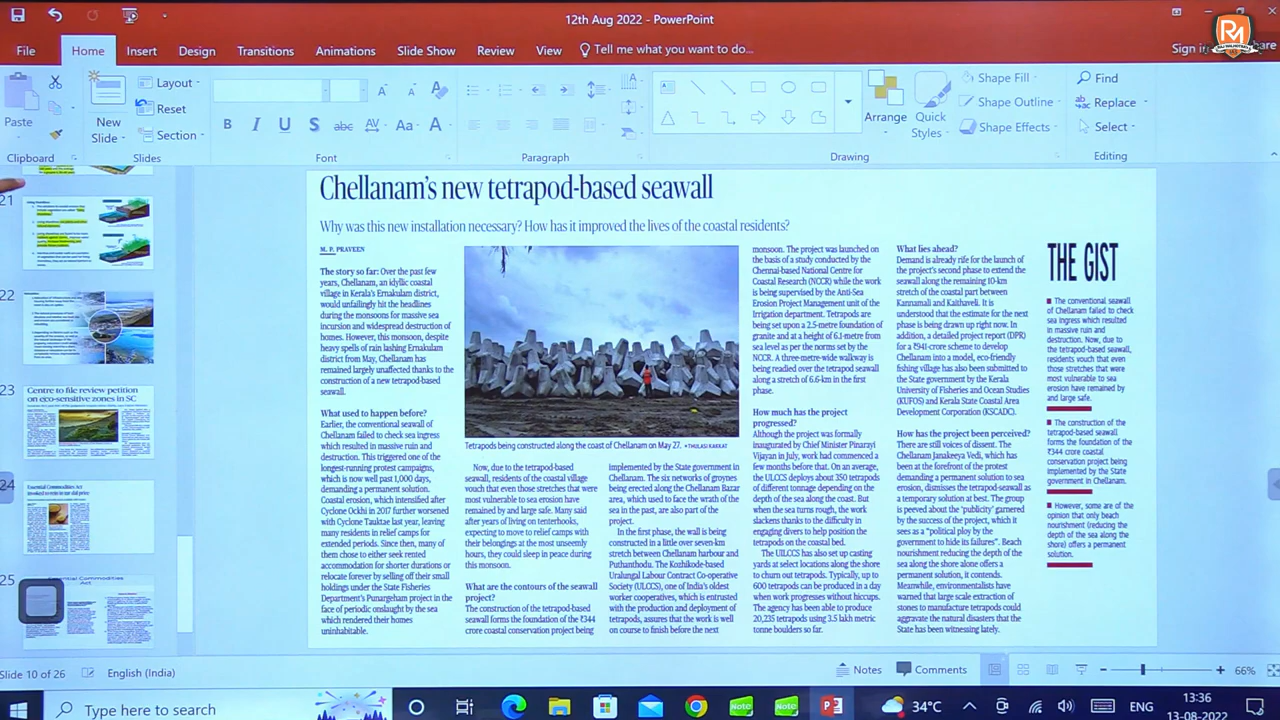 12th Aug 2022 - PowerPoint
RM
File
Home
Insert
Design
Transitions
Animations
Slide Show
Review
View
Tell me what you want to do...
Sign in
Share
Paste
Clipboard
New
Slide
Layout
Reset
Section
Slides
Font
Paragraph
Arrange
Quick
Styles
Shape Fill
Shape Outline
Shape Effects
Drawing
Find
Replace
Select
Editing
21
22
23
Centre to file review petition
on eco-sensitive zones in SC
24
Essential Commodities Act
invoked to rein in tur dal price
25
Essential Commodities
Act
Chellanam's new tetrapod-based seawall
Why was this new installation necessary? How has it improved the lives of the coastal residents?
M. P. PRAVEEN
The story so far: Over the past few
years, Chellanam, an idyllic coastal
village in Kerala's Ernakulam district,
would unfailingly hit the headlines
during the monsoons for massive sea
incursion and widespread destruction of
homes. However, this monsoon, despite
heavy spells of rain lashing Ernakulam
district from May, Chellanam has
remained largely unaffected thanks to the
construction of a new tetrapod-based
seawall.
What used to happen before?
Earlier, the conventional seawall of
Chellanam failed to check sea ingress
which resulted in massive ruin and
destruction. This triggered one of the
longest-running protest campaigns,
which is now well past 1,000 days,
demanding a permanent solution.
Coastal erosion, which intensified after
Cyclone Ockhi in 2017 further worsened
with Cyclone Tauktae last year, leaving
many residents in relief camps for
extended periods. Since then, many of
them chose to either seek rented
accommodation for shorter durations or
relocate forever by selling off their small
holdings under the State Fisheries
Department's Punargeham project in the
face of periodic onslaught by the sea
which rendered their homes
uninhabitable.
Tetrapods being constructed along the coast of Chellanam on May 27. •THULASI KAKKAT
Now, due to the tetrapod-based
seawall, residents of the coastal village
vouch that even those stretches that were
most vulnerable to sea erosion have
remained by and large safe. Many said
after years of living on tenterhooks,
expecting to move to relief camps with
their belongings at the most unseemly
hours, they could sleep in peace during
this monsoon.
What are the contours of the seawall
project?
The construction of the tetrapod-based
seawall forms the foundation of the ₹344
crore coastal conservation project being
implemented by the State government in
Chellanam. The six networks of groynes
being erected along the Chellanam Bazar
area, which used to face the wrath of the
sea in the past, are also part of the
project.
In the first phase, the wall is being
constructed in a little over seven-km
stretch between Chellanam harbour and
Puthanthodu. The Kozhikode-based
Uralungal Labour Contract Co-operative
Society (ULCCS), one of India's oldest
worker cooperatives, which is entrusted
with the production and deployment of
tetrapods, assures that the work is well
on course to finish before the next
monsoon. The project was launched on
the basis of a study conducted by the
Chennai-based National Centre for
Coastal Research (NCCR) while the work
is being supervised by the Anti-Sea
Erosion Project Management unit of the
Irrigation department. Tetrapods are
being set upon a 2.5-metre foundation of
granite and at a height of 6.1-metre from
sea level as per the norms set by the
NCCR. A three-metre-wide walkway is
being readied over the tetrapod seawall
along a stretch of 6.6-km in the first
phase.
How much has the project
progressed?
Although the project was formally
inaugurated by Chief Minister Pinarayi
Vijayan in July, work had commenced a
few months before that. On an average,
the ULCCS deploys about 350 tetrapods
of different tonnage depending on the
depth of the sea along the coast. But
when the sea turns rough, the work
slackens thanks to the difficulty in
engaging divers to help position the
tetrapods on the coastal bed.
The UILCCS has also set up casting
yards at select locations along the shore
to churn out tetrapods. Typically, up to
600 tetrapods can be produced in a day
when work progresses without hiccups.
The agency has been able to produce
20,235 tetrapods using 3.5 lakh metric
tonne boulders so far.
What lies ahead?
Demand is already rife for the launch of
the project's second phase to extend the
seawall along the remaining 10-km
stretch of the coastal part between
Kannamali and Kaithaveli. It is
understood that the estimate for the next
phase is being drawn up right now. In
addition, a detailed project report (DPR)
for a ₹941-crore scheme to develop
Chellanam into a model, eco-friendly
fishing village has also been submitted to
the State government by the Kerala
University of Fisheries and Ocean Studies
(KUFOS) and Kerala State Coastal Area
Development Corporation (KSCADC).
How has the project been perceived?
There are still voices of dissent. The
Chellanam Janakeeya Vedi, which has
been at the forefront of the protest
demanding a permanent solution to sea
erosion, dismisses the tetrapod-seawall as
a temporary solution at best. The group
is peeved about the 'publicity' garnered
by the success of the project, which it
sees as a "political ploy by the
government to hide its failures". Beach
nourishment reducing the depth of the
sea along the shore alone offers a
permanent solution, it contends.
Meanwhile, environmentalists have
warned that large scale extraction of
stones to manufacture tetrapods could
aggravate the natural disasters that the
State has been witnessing lately.
THE GIST
The conventional seawall
of Chellanam failed to check
sea ingress which resulted
in massive ruin and
destruction. Now, due to
the tetrapod-based seawall,
residents vouch that even
those stretches that were
most vulnerable to sea
erosion have remained by
and large safe.
The construction of the
tetrapod-based seawall
forms the foundation of the
₹344 crore coastal
conservation project being
implemented by the State
government in Chellanam.
However, some are of the
opinion that only beach
nourishment (reducing the
depth of the sea along the
shore) offers a permanent
solution.
Slide 10 of 26
English (India)
Notes
Comments
66%
Type here to search
Note
Note
34°C
ENG
13:36
13-08-2022